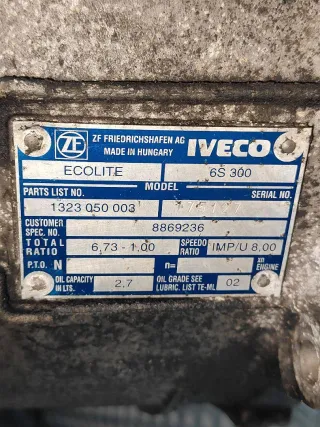 ZF
ZF FRIEDRICHSHAFEN AG
MADE IN HUNGARY
IVECO
ECOLITE
6S 300
MODEL
PARTS LIST NO.
SERIAL NO.
1323 050 003
CUSTOMER
SPEC. NO.
8869236
TOTAL
RATIO
6,73 - 1,00
SPEEDO
RATIO
IMP/U 8,00
P.T.O. N
n=
xn
ENGINE
OIL CAPACITY
IN LTS.
2.7
OIL GRADE SEE
LUBRIC. LIST TE-ML
02